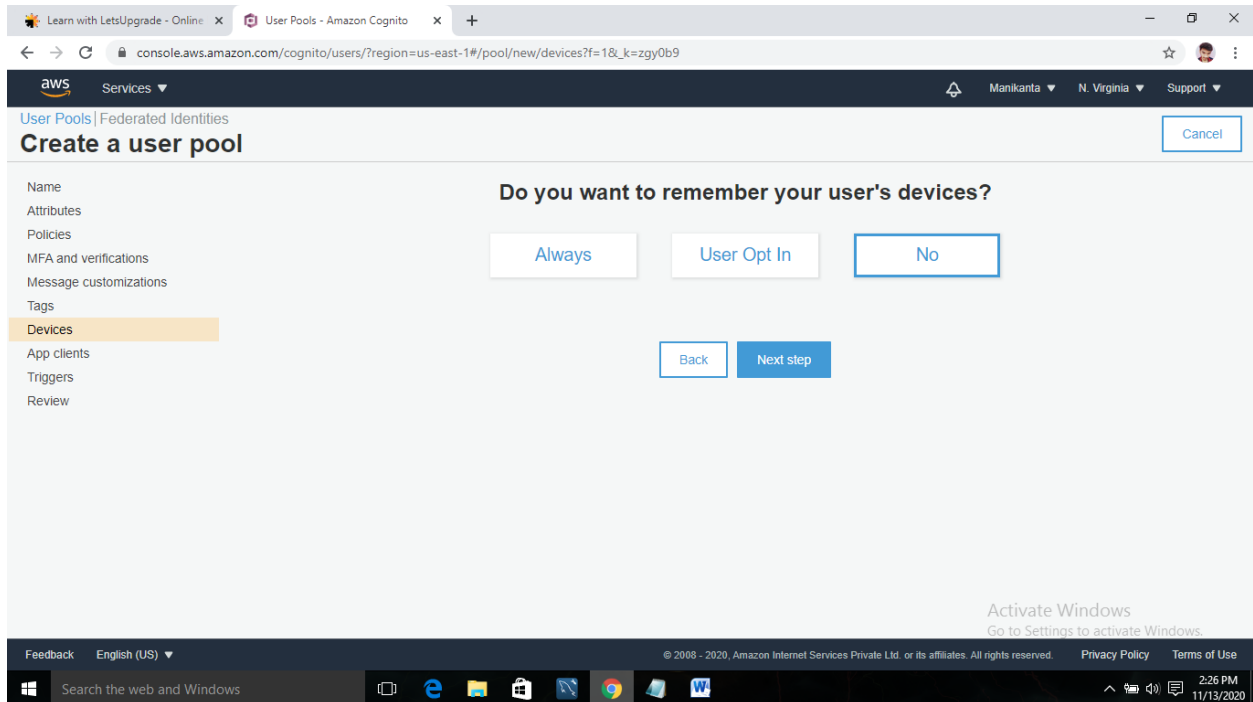 Learn with LetsUpgrade - Online
User Pools - Amazon Cognito
console.aws.amazon.com/cognito/users/?region=us-east-1#/pool/new/devices?f=1&_k=zgy0b9
aws Services Manikanta N. Virginia Support
User Pools | Federated Identities
Create a user pool
Cancel
Name
Attributes
Policies
MFA and verifications
Message customizations
Tags
Devices
App clients
Triggers
Review
Do you want to remember your user's devices?
Always User Opt In No
Back Next step
Activate Windows
Go to Settings to activate Windows.
Feedback English (US) © 2008 - 2020, Amazon Internet Services Private Ltd. or its affiliates. All rights reserved. Privacy Policy Terms of Use
Search the web and Windows
2:26 PM
11/13/2020